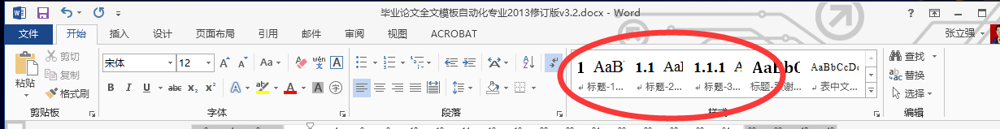 毕业论文全文模板自动化专业2013修订版v3.2.docx - Word
文件 开始 插入 设计 页面布局 引用 邮件 审阅 视图 ACROBAT 张立强
粘贴 剪切 复制 格式刷
宋体 12 Aa wén 文 A
B I U abc x₂ x² A ab A A 字
1 AaB 1.1 Aa 1.1.1 A AaBb AaBbCcD
标题-1... 标题-2... 标题-3... 标题-致谢... 表中文...
查找 替换 选择
剪贴板 字体 段落 样式 编辑